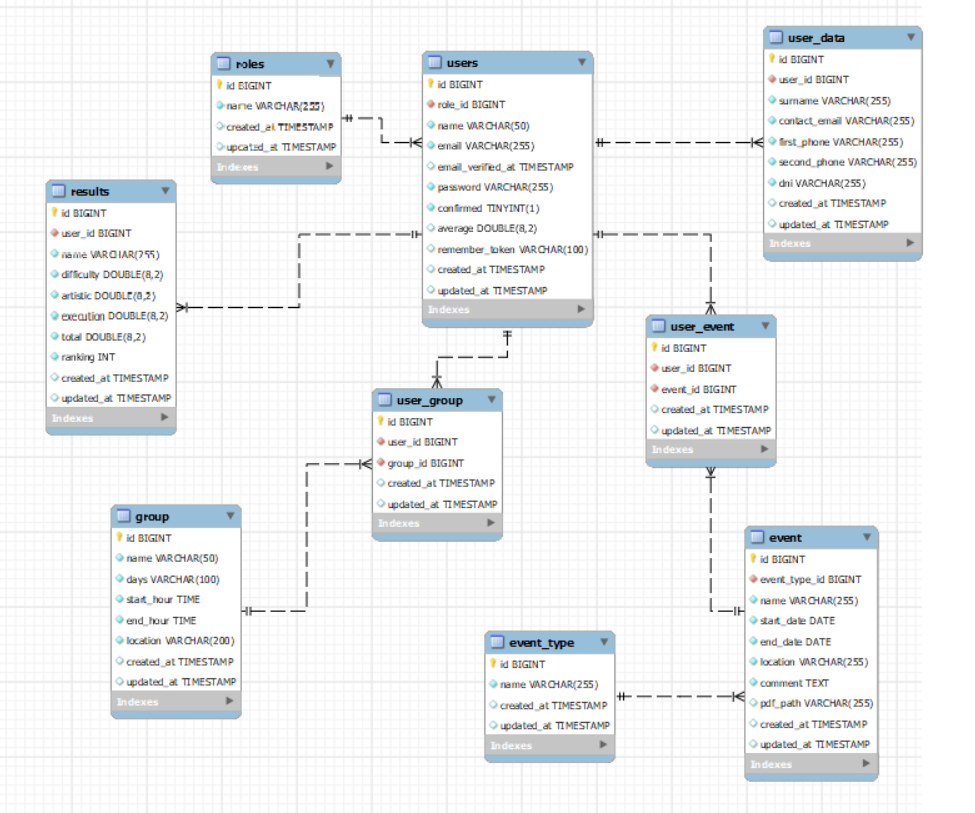 roles
id BIGINT
name VARCHAR(255)
created_at TIMESTAMP
updated_at TIMESTAMP
Indexes
users
id BIGINT
role_id BIGINT
name VARCHAR(50)
email VARCHAR(255)
email_verified_at TIMESTAMP
password VARCHAR(255)
confirmed TINYINT(1)
average DOUBLE(8,2)
remember_token VARCHAR(100)
created_at TIMESTAMP
updated_at TIMESTAMP
Indexes
user_data
id BIGINT
user_id BIGINT
surname VARCHAR(255)
contact_email VARCHAR(255)
first_phone VARCHAR(255)
second_phone VARCHAR(255)
dni VARCHAR(255)
created_at TIMESTAMP
updated_at TIMESTAMP
Indexes
results
id BIGINT
user_id BIGINT
name VARCHAR(255)
difficulty DOUBLE(8,2)
artistic DOUBLE(8,2)
execution DOUBLE(8,2)
total DOUBLE(8,2)
ranking INT
created_at TIMESTAMP
updated_at TIMESTAMP
Indexes
user_event
id BIGINT
user_id BIGINT
event_id BIGINT
created_at TIMESTAMP
updated_at TIMESTAMP
Indexes
user_group
id BIGINT
user_id BIGINT
group_id BIGINT
created_at TIMESTAMP
updated_at TIMESTAMP
Indexes
group
id BIGINT
name VARCHAR(50)
days VARCHAR(100)
start_hour TIME
end_hour TIME
location VARCHAR(200)
created_at TIMESTAMP
updated_at TIMESTAMP
Indexes
event
id BIGINT
event_type_id BIGINT
name VARCHAR(255)
start_date DATE
end_date DATE
location VARCHAR(255)
comment TEXT
pdf_path VARCHAR(255)
created_at TIMESTAMP
updated_at TIMESTAMP
Indexes
event_type
id BIGINT
name VARCHAR(255)
created_at TIMESTAMP
updated_at TIMESTAMP
Indexes